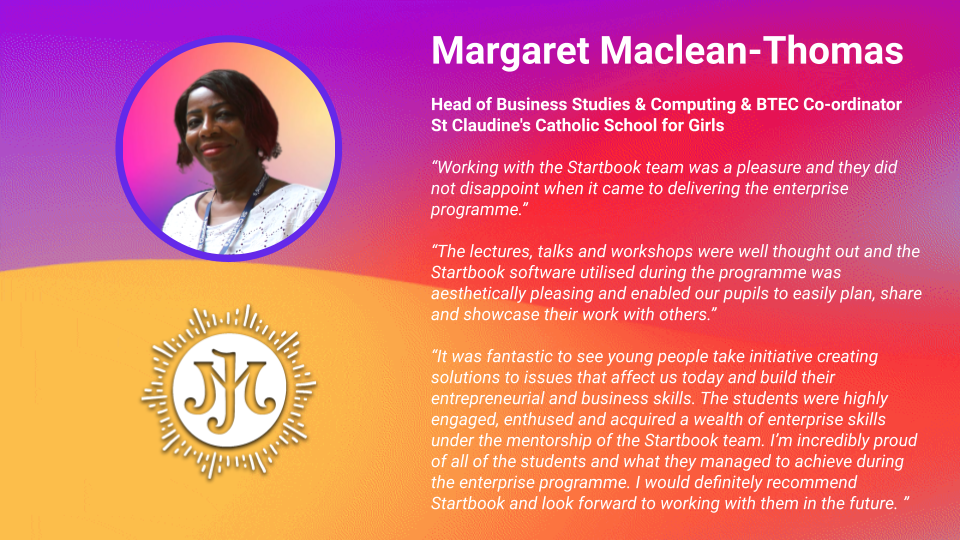 Margaret Maclean-Thomas
Head of Business Studies & Computing & BTEC Co-ordinator
St Claudine's Catholic School for Girls
“Working with the Startbook team was a pleasure and they did
not disappoint when it came to delivering the enterprise
programme.”
“The lectures, talks and workshops were well thought out and the
Startbook software utilised during the programme was
aesthetically pleasing and enabled our pupils to easily plan, share
and showcase their work with others.”
“It was fantastic to see young people take initiative creating
solutions to issues that affect us today and build their
entrepreneurial and business skills. The students were highly
engaged, enthused and acquired a wealth of enterprise skills
under the mentorship of the Startbook team. I’m incredibly proud
of all of the students and what they managed to achieve during
the enterprise programme. I would definitely recommend
Startbook and look forward to working with them in the future. ”